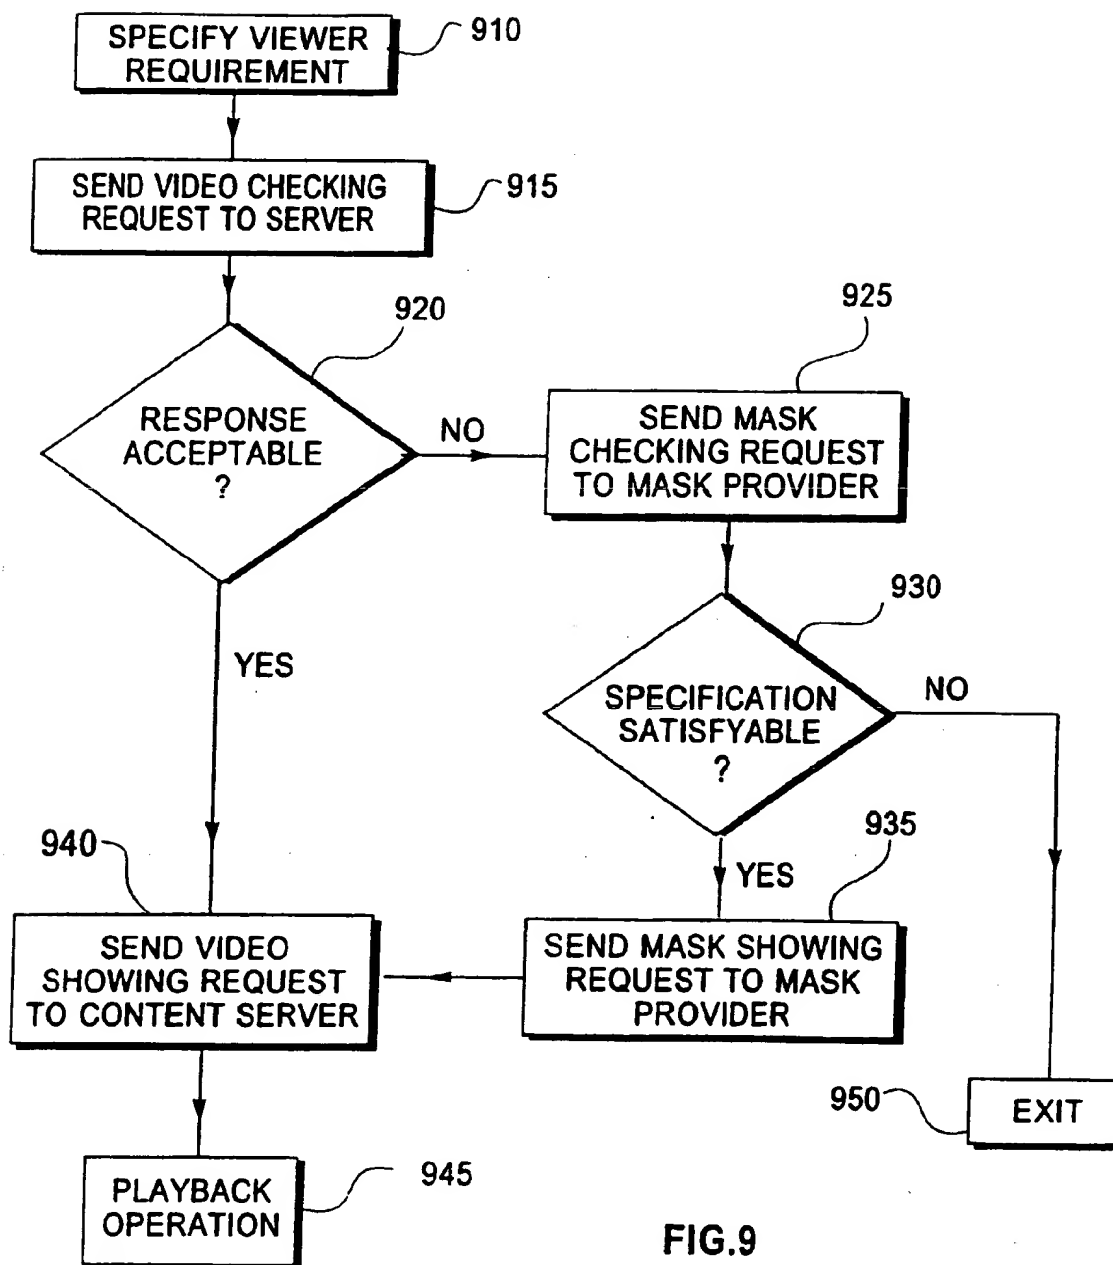 SPECIFY VIEWER
REQUIREMENT
910
SEND VIDEO CHECKING
REQUEST TO SERVER
915
920
RESPONSE
ACCEPTABLE
?
NO
YES
925
SEND MASK
CHECKING REQUEST
TO MASK PROVIDER
930
SPECIFICATION
SATISFYABLE
?
NO
YES
935
SEND MASK SHOWING
REQUEST TO MASK
PROVIDER
940
SEND VIDEO
SHOWING REQUEST
TO CONTENT SERVER
950
EXIT
PLAYBACK
OPERATION
945
FIG.9